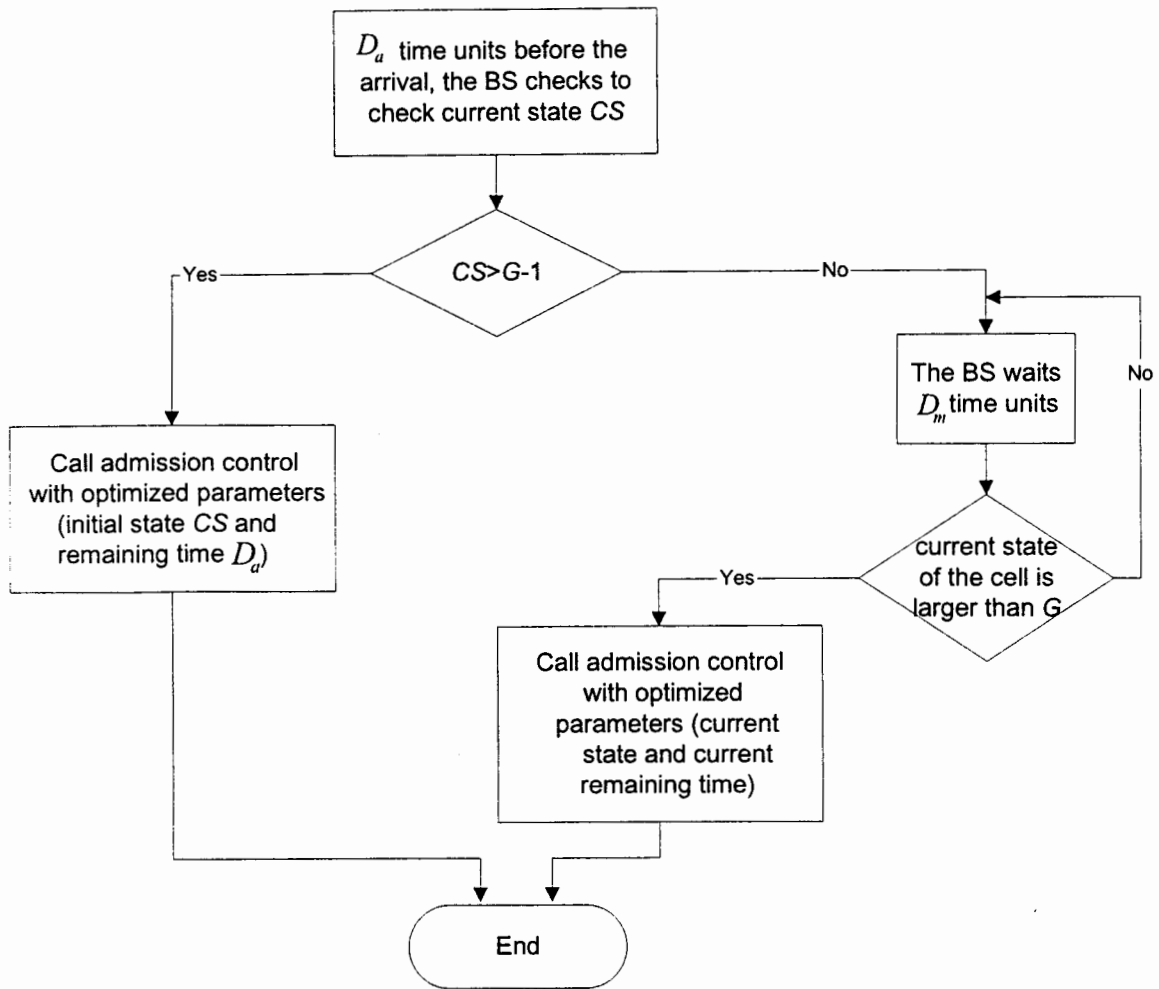 D_a time units before the
arrival, the BS checks to
check current state CS
CS>G-1
Yes
No
The BS waits
D_m time units
No
Call admission control
with optimized parameters
(initial state CS and
remaining time D_a)
current state
of the cell is
larger than G
Yes
Call admission control
with optimized
parameters (current
state and current
remaining time)
End